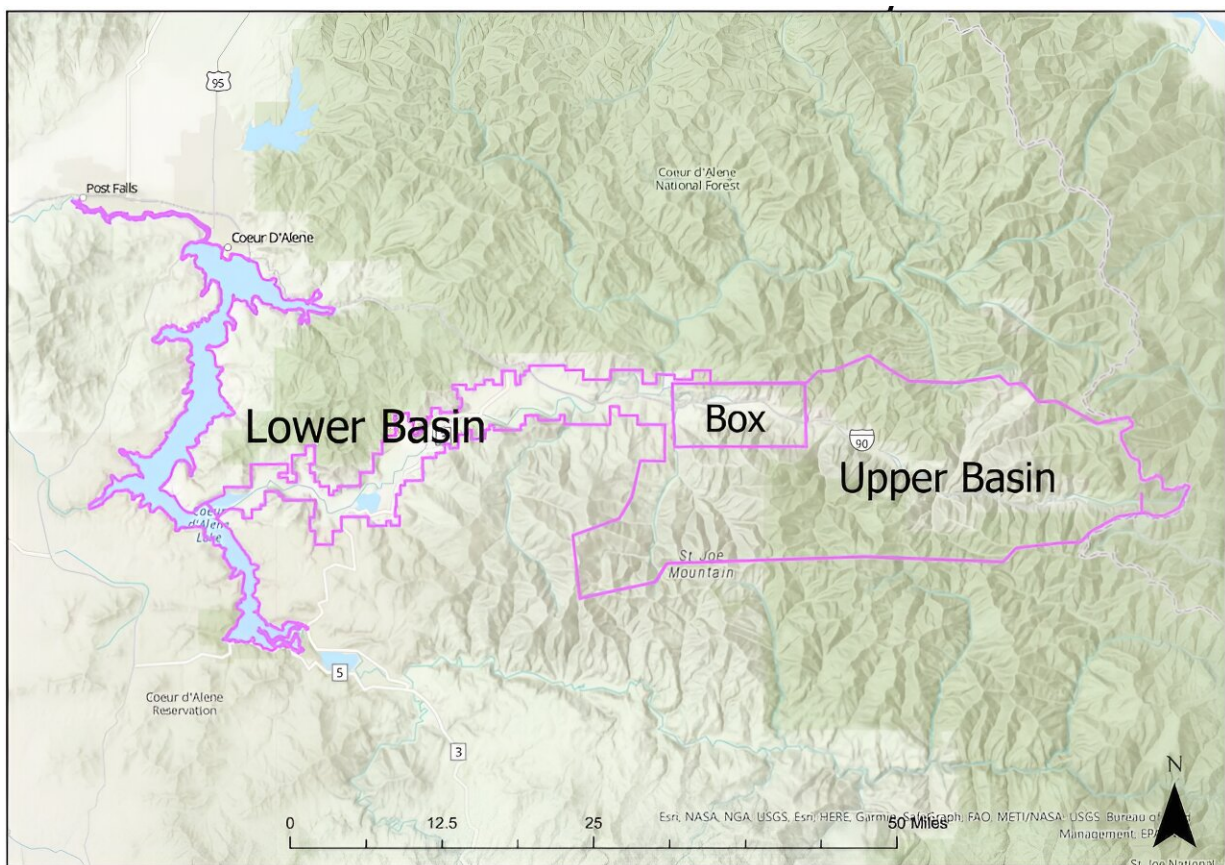 95
Post Falls
Coeur D'Alene
Coeur d'Alene
National Forest
Lower Basin
Box
90
Upper Basin
Coeur
d'Alene
Lake
St Joe
Mountain
5
Coeur d'Alene
Reservation
3
N
0
12.5
25
50 Miles
Esri, NASA, NGA, USGS, Esri, HERE, Garmin, SafeGraph, FAO, METI/NASA, USGS, Bureau of
Management,
St Joe National